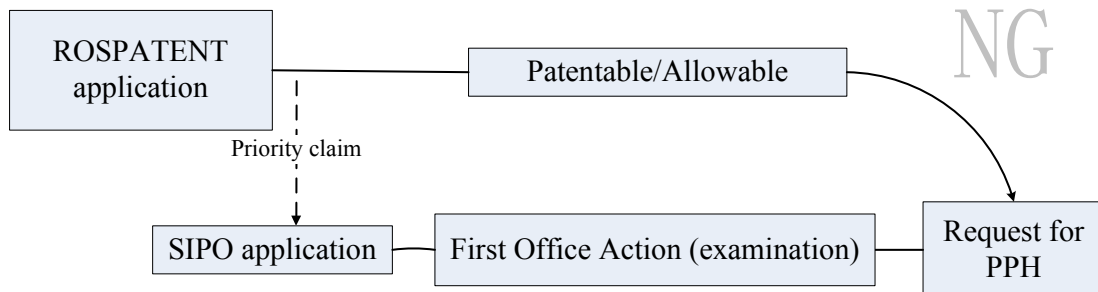 ROSPATENT
application
Patentable/Allowable
NG
Priority claim
SIPO application
First Office Action (examination)
Request for
PPH